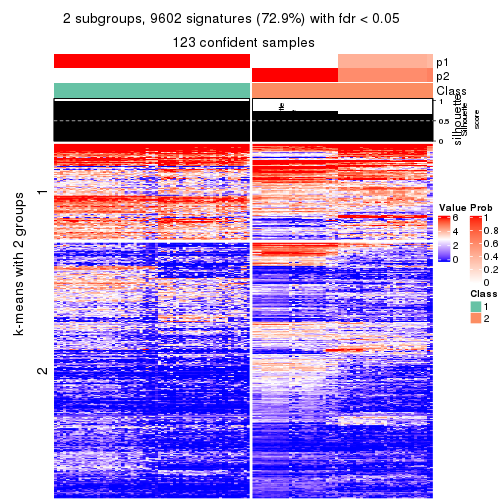 2 subgroups, 9602 signatures (72.9%) with fdr < 0.05
123 confident samples
p1
p2
Class
1
0.5
0
silhouette
Silhouette
score
k-means with 2 groups
1
2
Value
6
4
2
0
Prob
1
0.8
0.6
0.4
0.2
0
Class
1
2